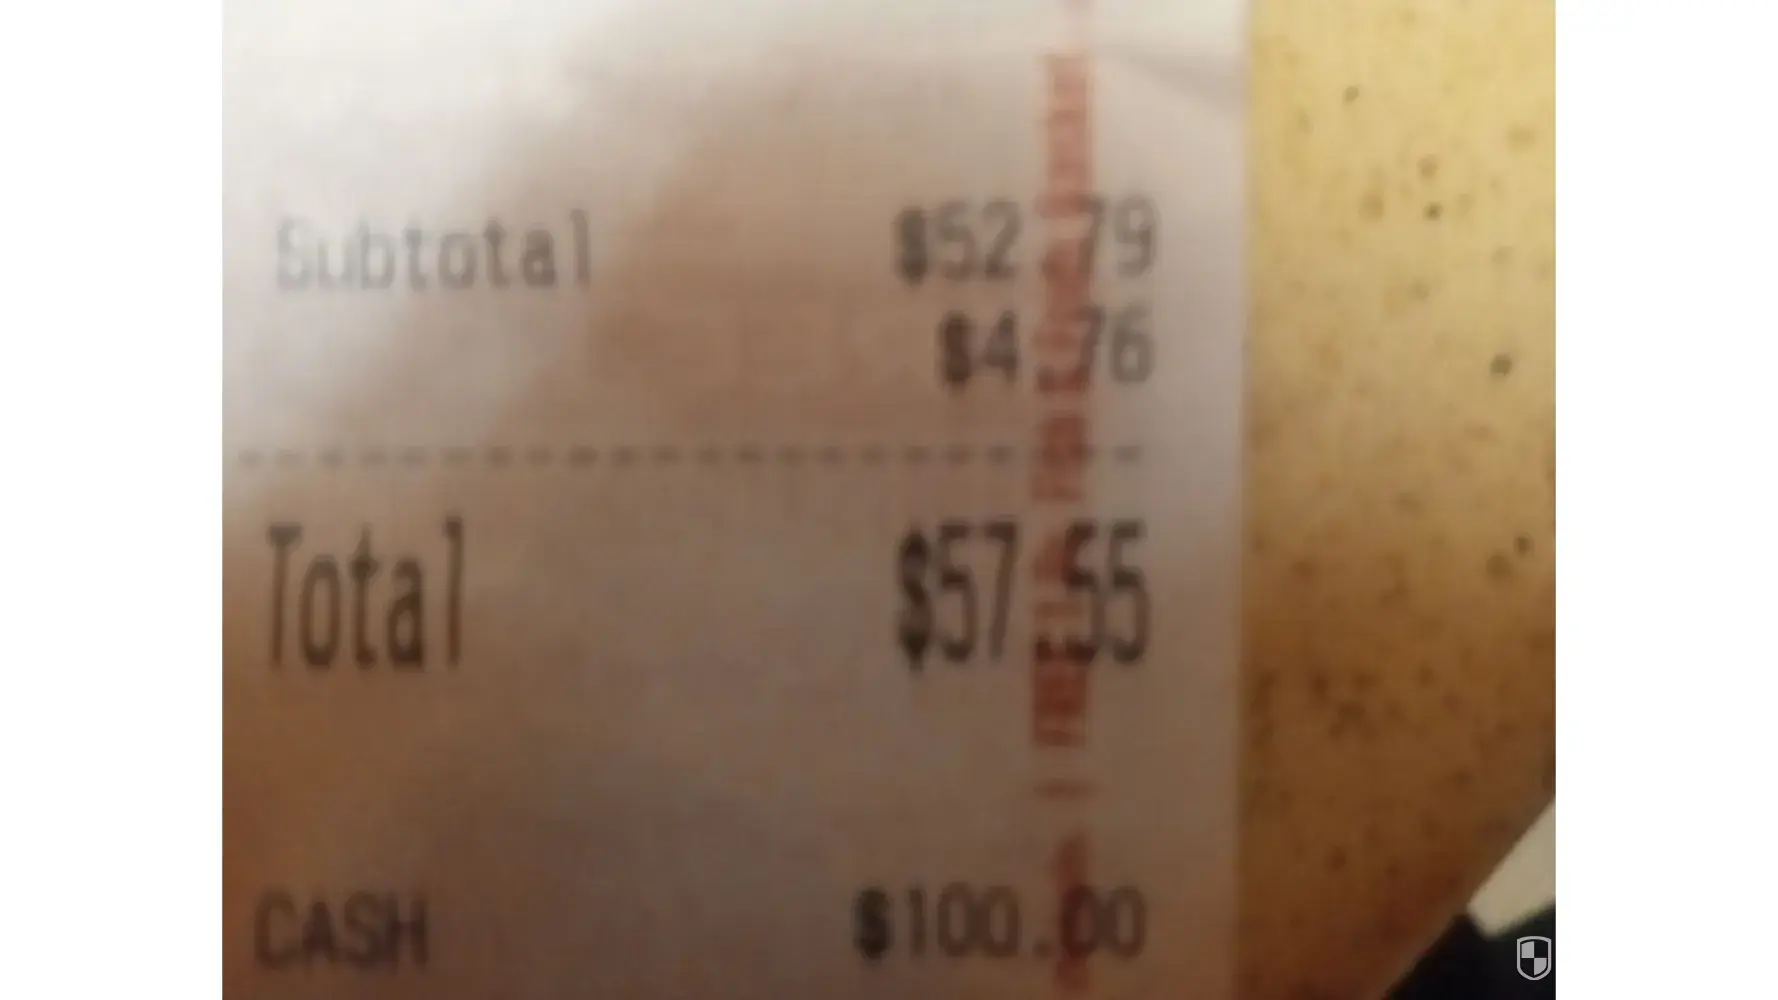 Subtotal $52.79
$4.76
Total $57.55
CASH $100.00